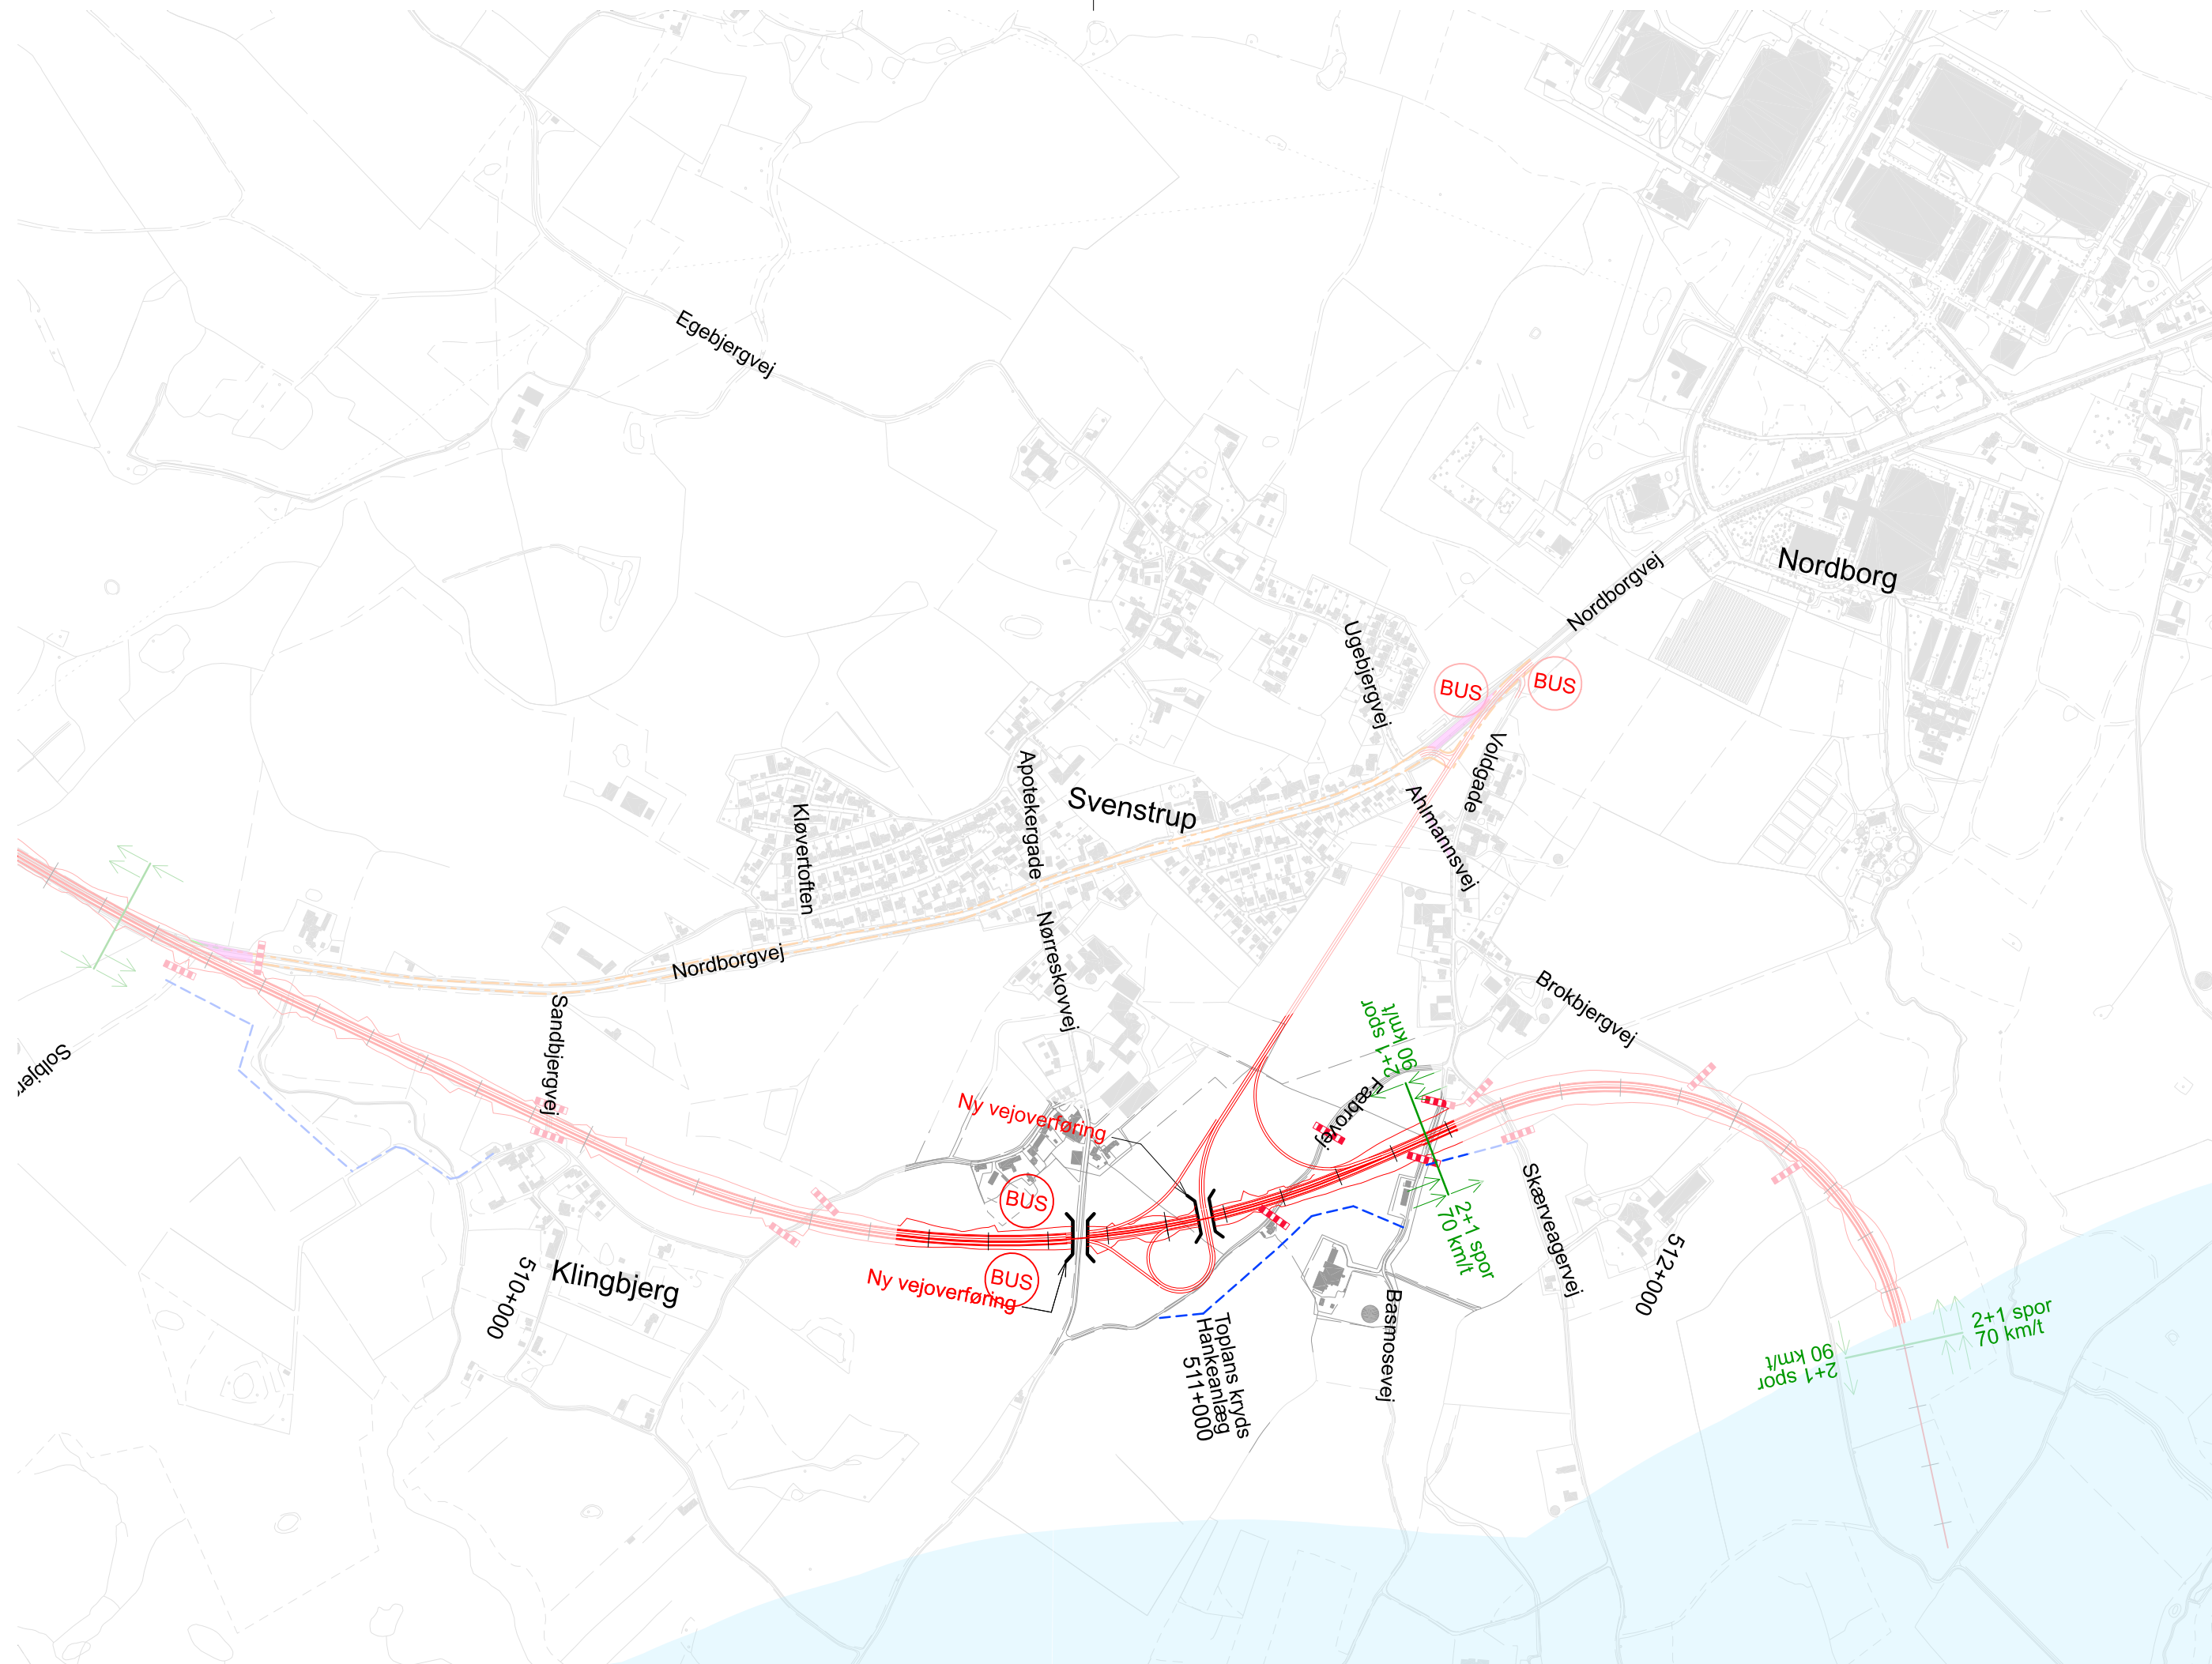 Egebjergvej
Nordborg
Nordborgvej
Ugebjergvej
BUS
BUS
Voldgade
Apotekergade
Svenstrup
Kløvertoften
Ahlmannsvej
Nørreskovvej
Nordborgvej
Brokbjergvej
Sandbjergvej
Solbjer
2+1 spor
90 km/t
Fæbrovej
Ny vejoverføring
BUS
Skærveagervej
2+1 spor
70 km/t
510+000
Klingbjerg
BUS
Ny vejoverføring
512+000
Basmosevej
Toplans kryds
Hankeanlæg
511+000
2+1 spor
70 km/t
2+1 spor
90 km/t